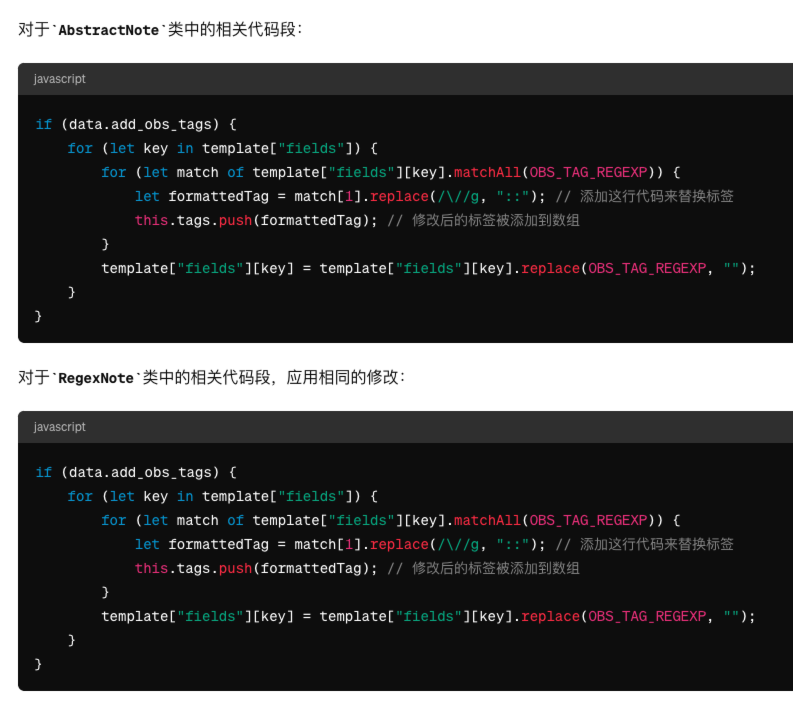 对于`AbstractNote`类中的相关代码段：
javascript
if (data.add_obs_tags) {
    for (let key in template["fields"]) {
        for (let match of template["fields"][key].matchAll(OBS_TAG_REGEXP)) {
            let formattedTag = match[1].replace(/\//g, "::"); // 添加这行代码来替换标签
            this.tags.push(formattedTag); // 修改后的标签被添加到数组
        }
        template["fields"][key] = template["fields"][key].replace(OBS_TAG_REGEXP, "");
    }
}
对于`RegexNote`类中的相关代码段，应用相同的修改：
javascript
if (data.add_obs_tags) {
    for (let key in template["fields"]) {
        for (let match of template["fields"][key].matchAll(OBS_TAG_REGEXP)) {
            let formattedTag = match[1].replace(/\//g, "::"); // 添加这行代码来替换标签
            this.tags.push(formattedTag); // 修改后的标签被添加到数组
        }
        template["fields"][key] = template["fields"][key].replace(OBS_TAG_REGEXP, "");
    }
}